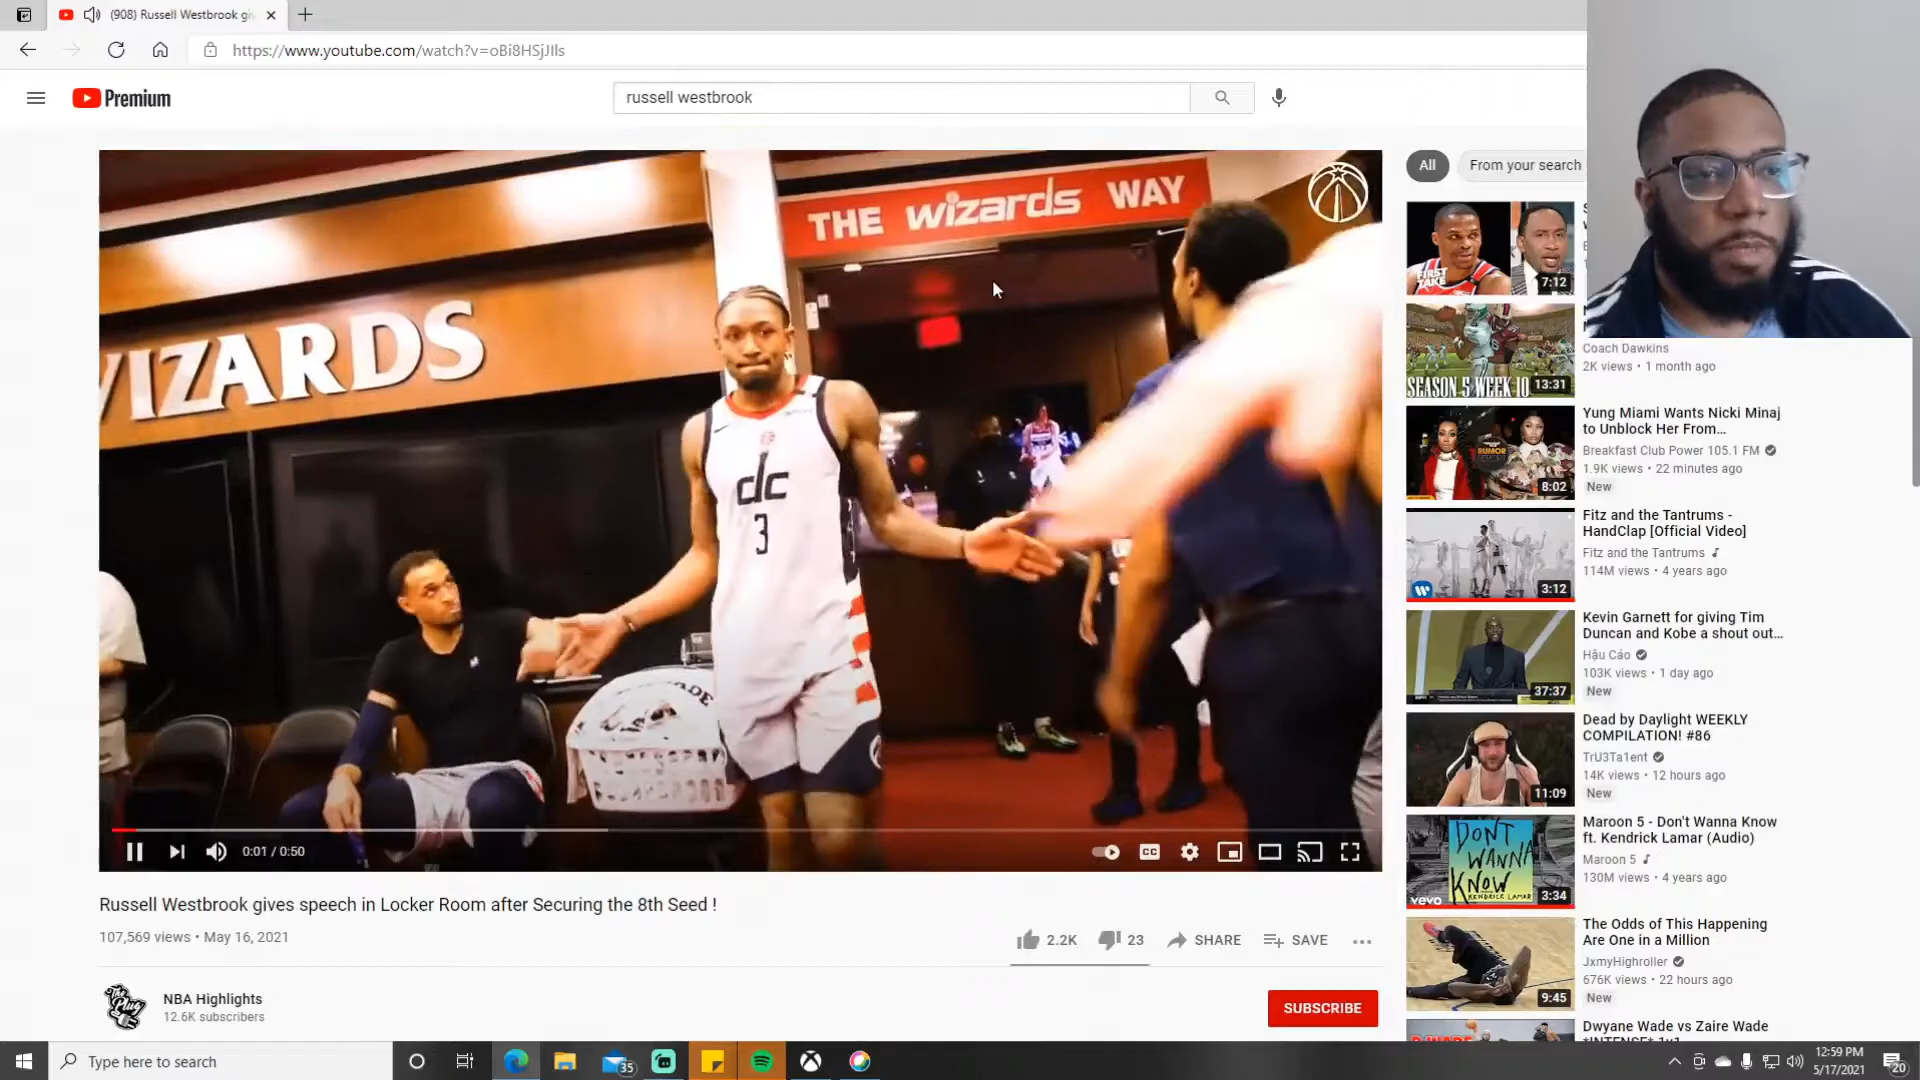 (908) Russell Westbrook gi
https://www.youtube.com/watch?v=oBi8HSjJIls
Premium
russell westbrook
THE wizards WAY
WIZARDS
dc
3
0:01 / 0:50
CC
Russell Westbrook gives speech in Locker Room after Securing the 8th Seed !
107,569 views • May 16, 2021
2.2K
23
SHARE
SAVE
NBA Highlights
12.6K subscribers
SUBSCRIBE
All
From your search
FIRST TAKE
7:12
SEASON 5 WEEK 10
13:31
Coach Dawkins
2K views • 1 month ago
RUMOR
8:02
Yung Miami Wants Nicki Minaj
to Unblock Her From...
Breakfast Club Power 105.1 FM
1.9K views • 22 minutes ago
New
3:12
Fitz and the Tantrums -
HandClap [Official Video]
Fitz and the Tantrums
114M views • 4 years ago
37:37
Kevin Garnett for giving Tim
Duncan and Kobe a shout out...
Hậu Cáo
103K views • 1 day ago
New
11:09
Dead by Daylight WEEKLY
COMPILATION! #86
TrU3Ta1ent
14K views • 12 hours ago
New
DON'T
WANNA
KNOW
KENDRICK LAMAR
vevo
3:34
Maroon 5 - Don't Wanna Know
ft. Kendrick Lamar (Audio)
Maroon 5
130M views • 4 years ago
9:45
The Odds of This Happening
Are One in a Million
JxmyHighroller
676K views • 22 hours ago
New
Dwyane Wade vs Zaire Wade
Type here to search
35
12:59 PM
5/17/2021
20